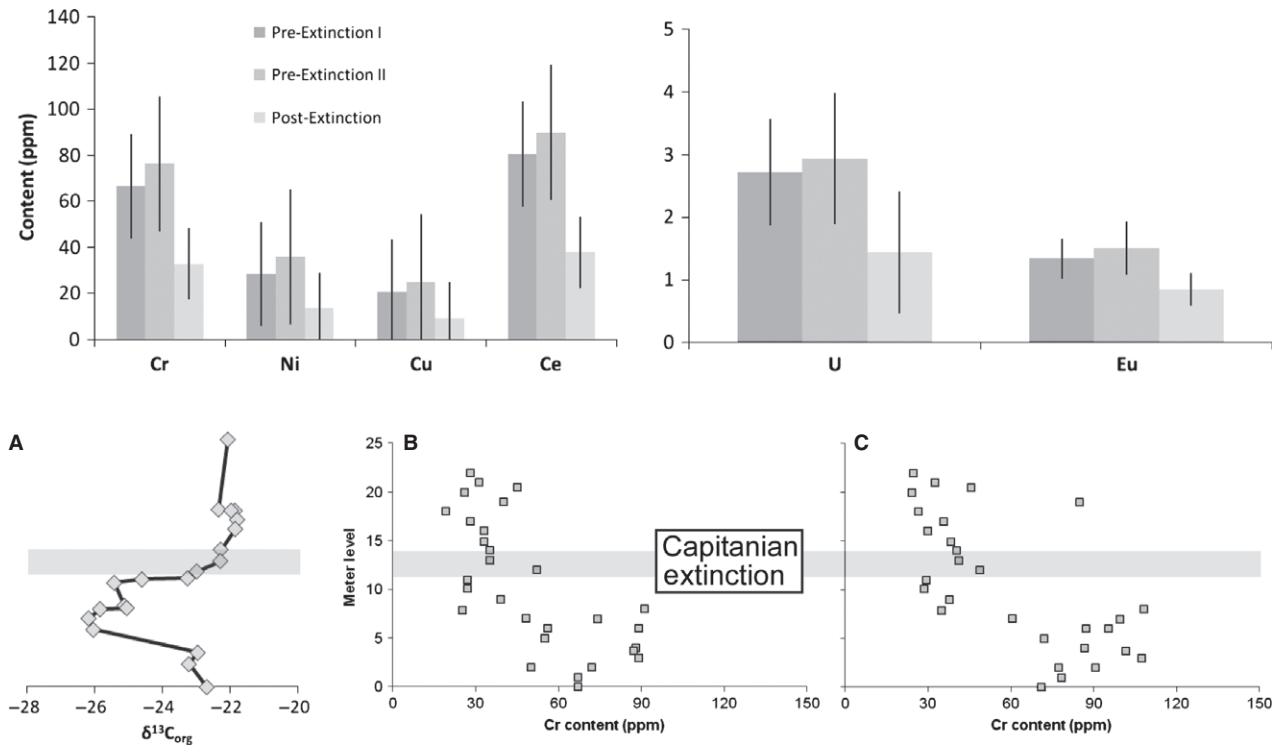 140
120
100
80
60
40
20
0
Content (ppm)
Pre-Extinction I
Pre-Extinction II
Post-Extinction
Cr Ni Cu Ce
5
4
3
2
1
0
U Eu
A
−28 −26 −24 −22 −20
δ¹³Corg
B
25
20
15
10
5
0
Meter level
0 30 60 90 120 150
Cr content (ppm)
Capitanian
extinction
C
0 30 60 90 120 150
Cr content (ppm)